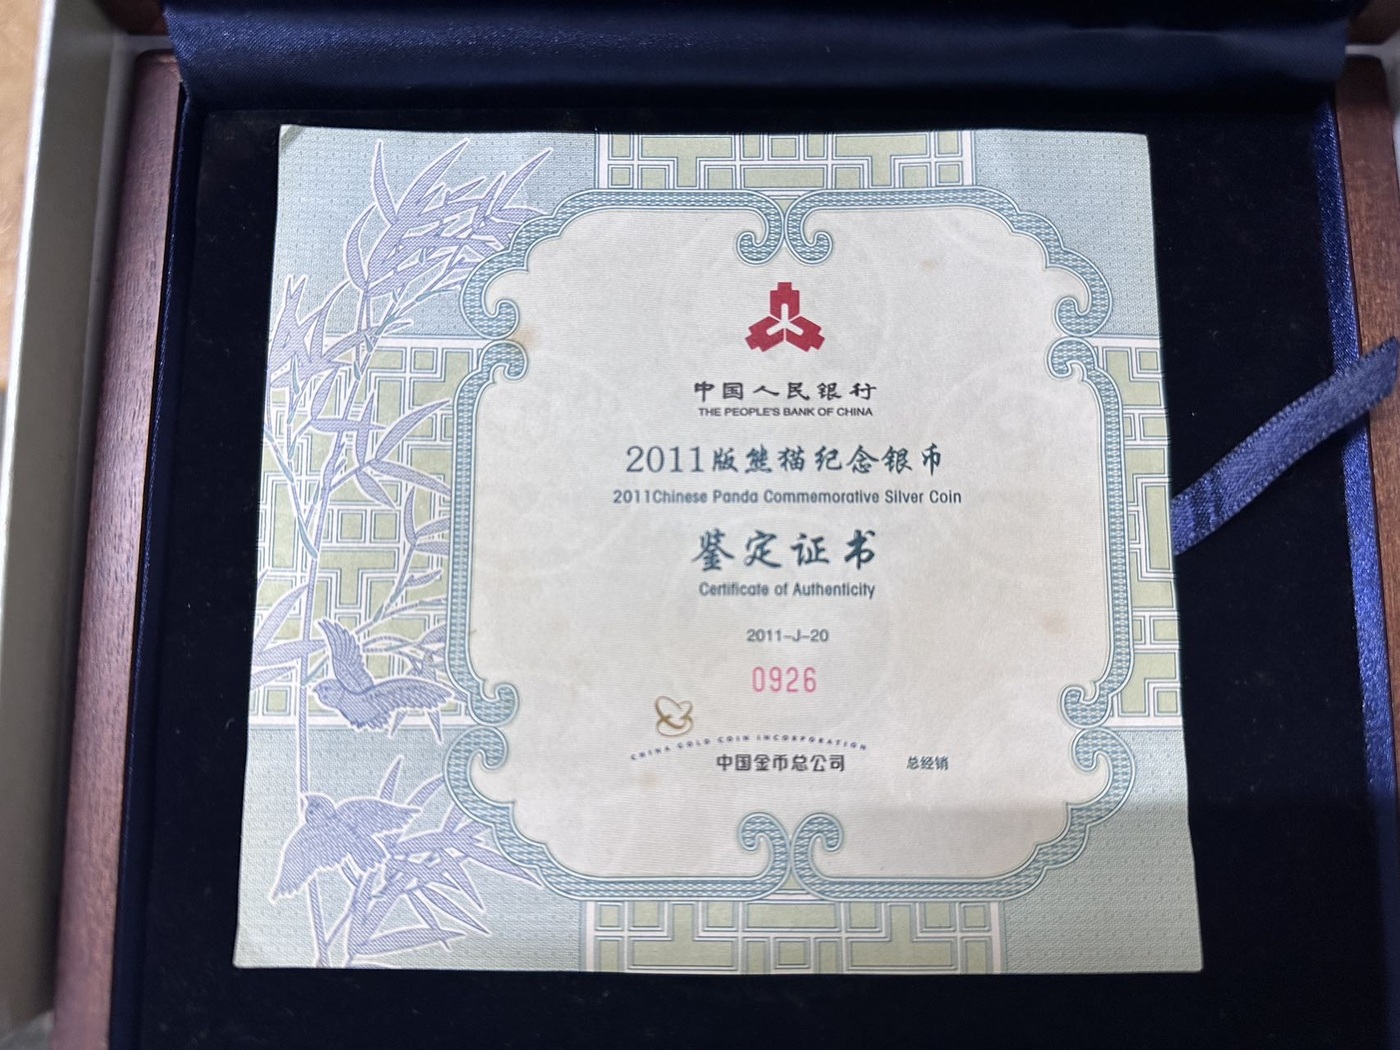 中国人民银行
THE PEOPLE'S BANK OF CHINA
2011版熊猫纪念银币
2011Chinese Panda Commemorative Silver Coin
鉴定证书
Certificate of Authenticity
2011-J-20
0926
CHINA GOLD COIN INCORPORATION
中国金币总公司 总经销